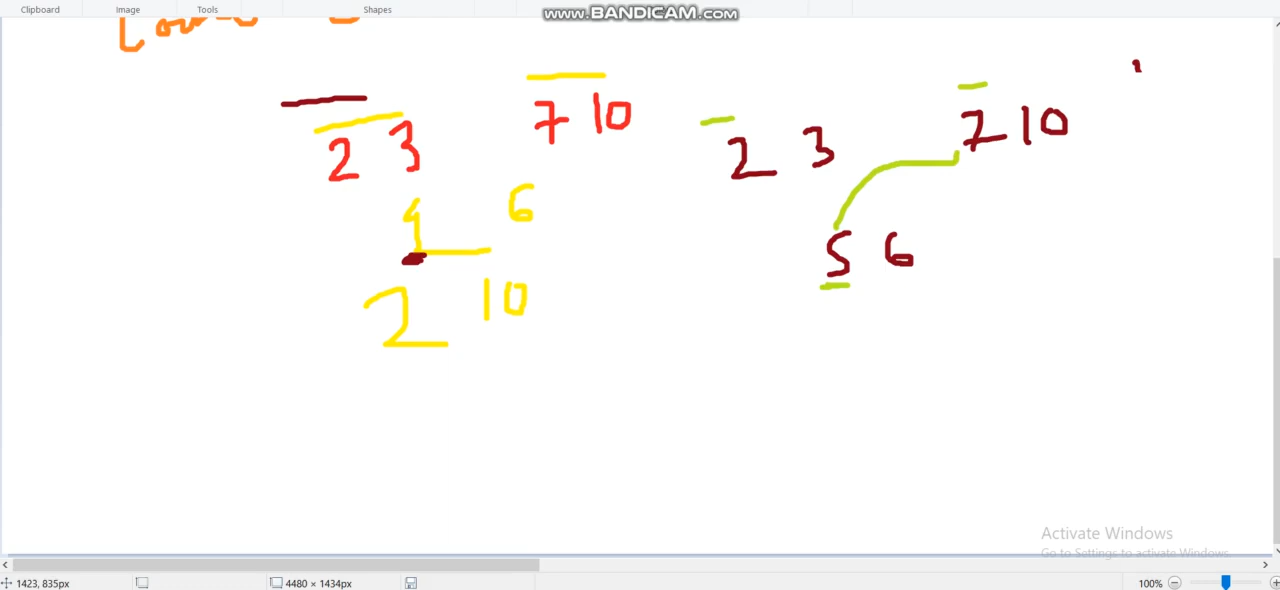 Clipboard Image Tools Shapes
www.BANDICAM.com
2 3 7 10 2 3 7 10
6
5 6
2 10
Activate Windows
Go to Settings to activate Windows.
1423, 835px 4480 × 1434px 100%